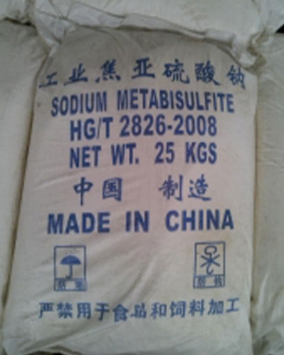 工业焦亚硫酸钠
SODIUM METABISULFITE
HG/T 2826-2008
NET WT. 25 KGS
中国 制造
MADE IN CHINA
严禁用于食品和饲料加工